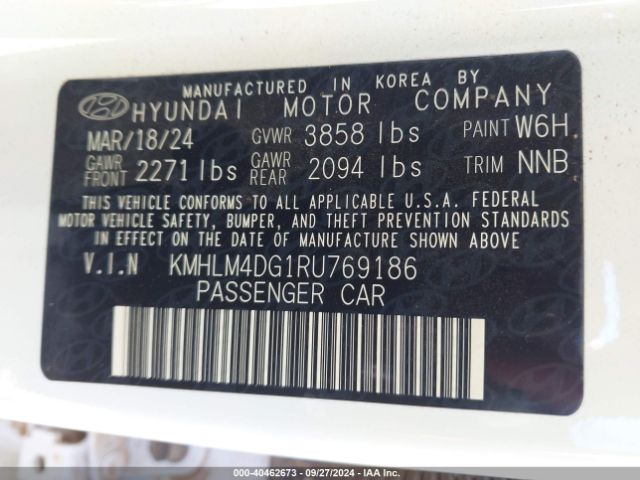 MANUFACTURED IN KOREA BY
HYUNDAI MOTOR COMPANY
MAR/18/24 GVWR 3858 lbs PAINT W6H
GAWR FRONT 2271 lbs GAWR REAR 2094 lbs TRIM NNB
THIS VEHICLE CONFORMS TO ALL APPLICABLE U.S.A. FEDERAL
MOTOR VEHICLE SAFETY, BUMPER, AND THEFT PREVENTION STANDARDS
IN EFFECT ON THE DATE OF MANUFACTURE SHOWN ABOVE
V.I.N KMHLM4DG1RU769186
PASSENGER CAR
000-40462673 - 09/27/2024 - IAA, Inc.